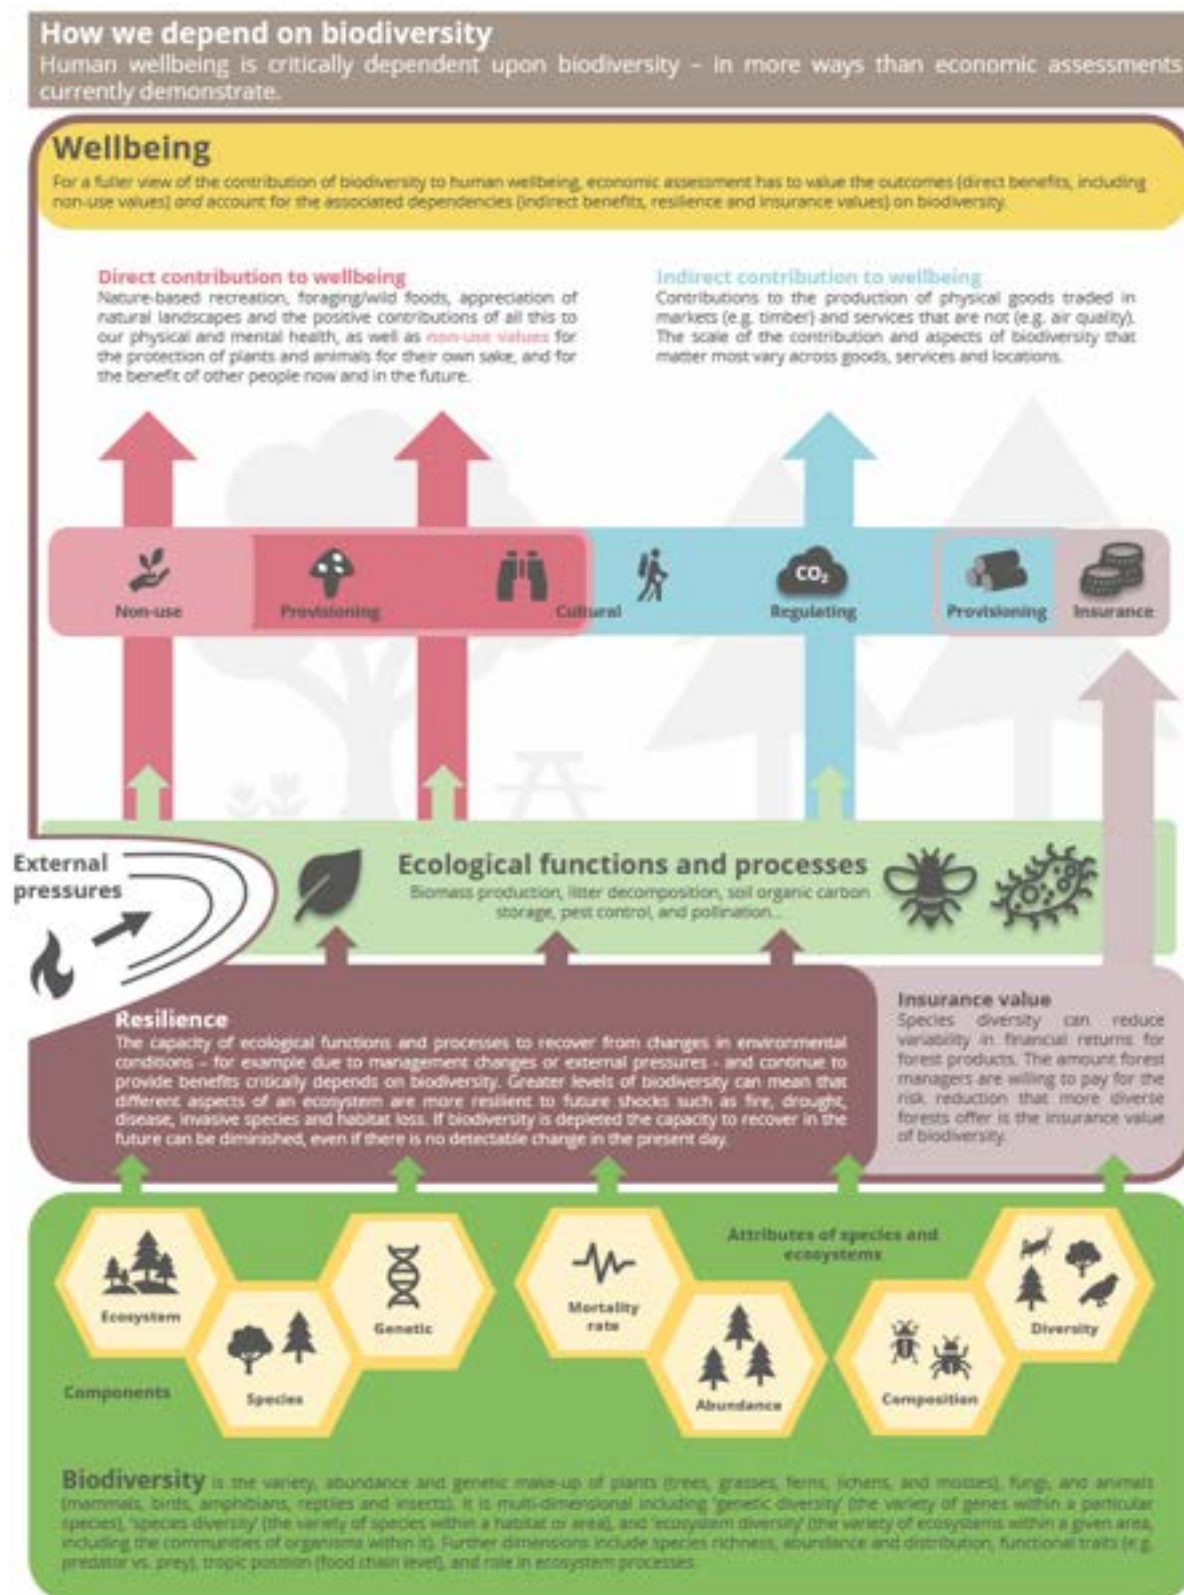 How we depend on biodiversity
Human wellbeing is critically dependent upon biodiversity – in more ways than economic assessments
currently demonstrate.
Wellbeing
For a fuller view of the contribution of biodiversity to human wellbeing, economic assessment has to value the outcomes (direct benefits, including
non-use values) and account for the associated dependencies (indirect benefits, resilience and insurance values) on biodiversity.
Direct contribution to wellbeing
Nature-based recreation, foraging/wild foods, appreciation of
natural landscapes and the positive contributions of all this to
our physical and mental health, as well as non-use values for
the protection of plants and animals for their own sake, and for
the benefit of other people now and in the future.
Indirect contribution to wellbeing
Contributions to the production of physical goods traded in
markets (e.g. timber) and services that are not (e.g. air quality).
The scale of the contribution and aspects of biodiversity that
matter most vary across goods, services and locations.
CO₂
Non-use
Provisioning
Cultural
Regulating
Provisioning
Insurance
External
pressures
Ecological functions and processes
Biomass production, litter decomposition, soil organic carbon
storage, pest control, and pollination...
Resilience
The capacity of ecological functions and processes to recover from changes in environmental
conditions – for example due to management changes or external pressures - and continue to
provide benefits critically depends on biodiversity. Greater levels of biodiversity can mean that
different aspects of an ecosystem are more resilient to future shocks such as fire, drought,
disease, invasive species and habitat loss. If biodiversity is depleted the capacity to recover in the
future can be diminished, even if there is no detectable change in the present day.
Insurance value
Species diversity can reduce
variability in financial returns for
forest products. The amount forest
managers are willing to pay for the
risk reduction that more diverse
forests offer is the insurance value
of biodiversity.
Attributes of species and
ecosystems
Ecosystem
Species
Genetic
Mortality
rate
Abundance
Composition
Diversity
Components
Biodiversity is the variety, abundance and genetic make-up of plants (trees, grasses, ferns, lichens, and mosses), fungi, and animals
(mammals, birds, amphibians, reptiles and insects). It is multi-dimensional including 'genetic diversity' (the variety of genes within a particular
species), 'species diversity' (the variety of species within a habitat or area), and 'ecosystem diversity' (the variety of ecosystems within a given area,
including the communities of organisms within it). Further dimensions include species richness, abundance and distribution, functional traits (e.g.
predator vs. prey), tropic position (food chain level), and role in ecosystem processes.